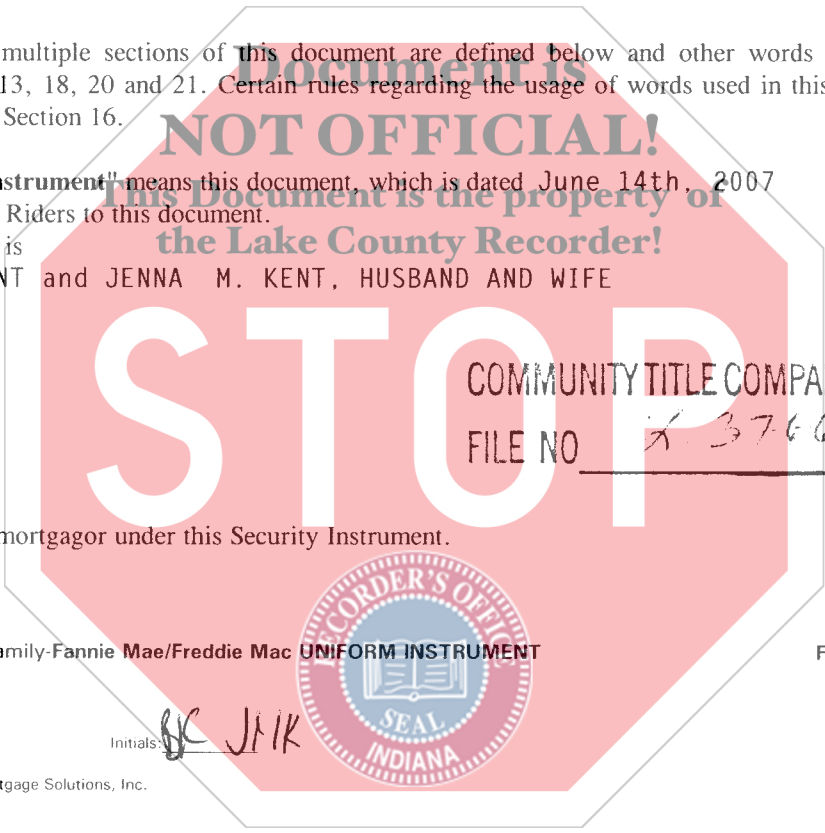 multiple sections of this document are defined below and other words
13, 18, 20 and 21. Certain rules regarding the usage of words used in this
Section 16.
Document is
NOT OFFICIAL!
This Document is the property of
the Lake County Recorder!
strument" means this document, which is dated June 14th, 2007
Riders to this document.
is
NT and JENNA M. KENT, HUSBAND AND WIFE
STOP
COMMUNITY TITLE COMPA
FILE NO 3766
mortgagor under this Security Instrument.
RECORDER'S OFFICE
SEAL
INDIANA
amily-Fannie Mae/Freddie Mac UNIFORM INSTRUMENT
F
Initials: JMK
tgage Solutions, Inc.